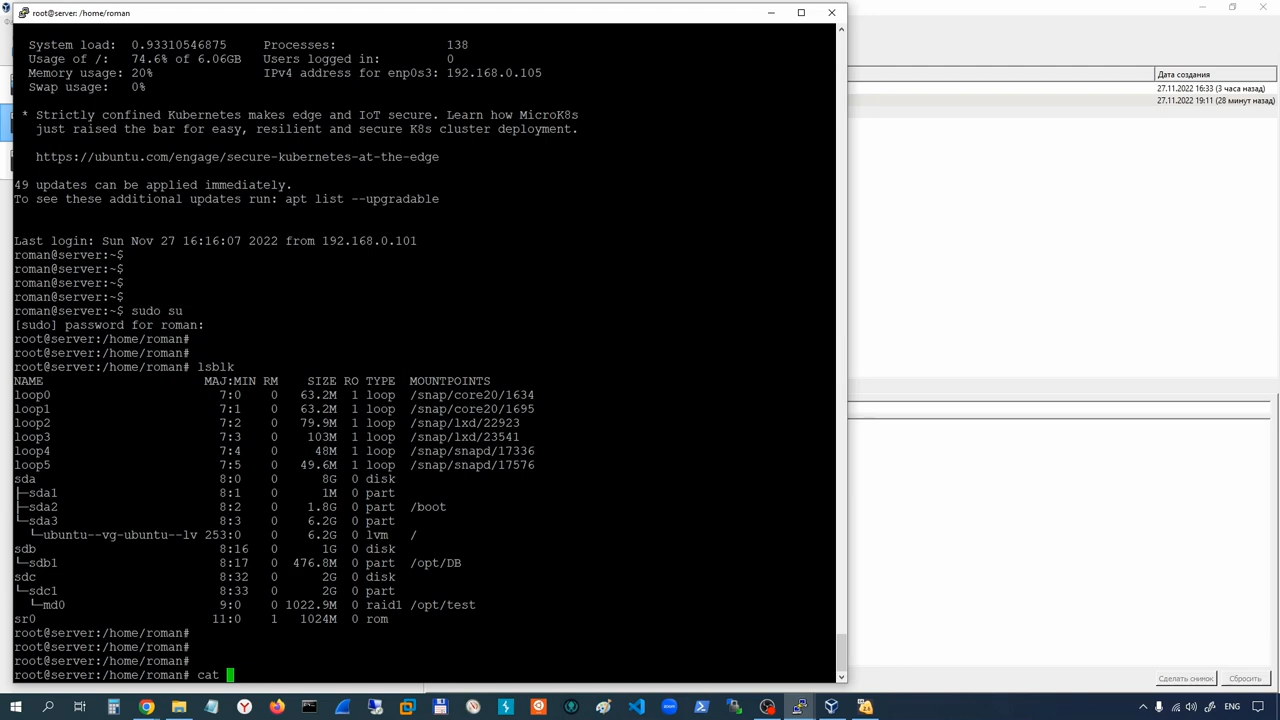 root@server: /home/roman
System load: 0.93310546875 Processes: 138
Usage of /: 74.6% of 6.06GB Users logged in: 0
Memory usage: 20% IPv4 address for enp0s3: 192.168.0.105
Swap usage: 0%
* Strictly confined Kubernetes makes edge and IoT secure. Learn how MicroK8s
just raised the bar for easy, resilient and secure K8s cluster deployment.
https://ubuntu.com/engage/secure-kubernetes-at-the-edge
49 updates can be applied immediately.
To see these additional updates run: apt list --upgradable
Last login: Sun Nov 27 16:16:07 2022 from 192.168.0.101
roman@server:~$
roman@server:~$
roman@server:~$
roman@server:~$
roman@server:~$ sudo su
[sudo] password for roman:
root@server:/home/roman#
root@server:/home/roman#
root@server:/home/roman# lsblk
NAME MAJ:MIN RM SIZE RO TYPE MOUNTPOINTS
loop0 7:0 0 63.2M 1 loop /snap/core20/1634
loop1 7:1 0 63.2M 1 loop /snap/core20/1695
loop2 7:2 0 79.9M 1 loop /snap/lxd/22923
loop3 7:3 0 103M 1 loop /snap/lxd/23541
loop4 7:4 0 48M 1 loop /snap/snapd/17336
loop5 7:5 0 49.6M 1 loop /snap/snapd/17576
sda 8:0 0 8G 0 disk
├─sda1 8:1 0 1M 0 part
├─sda2 8:2 0 1.8G 0 part /boot
└─sda3 8:3 0 6.2G 0 part
└─ubuntu--vg-ubuntu--lv 253:0 0 6.2G 0 lvm /
sdb 8:16 0 1G 0 disk
└─sdb1 8:17 0 476.8M 0 part /opt/DB
sdc 8:32 0 2G 0 disk
└─sdc1 8:33 0 2G 0 part
└─md0 9:0 0 1022.9M 0 raid1 /opt/test
sr0 11:0 1 1024M 0 rom
root@server:/home/roman#
root@server:/home/roman#
root@server:/home/roman#
root@server:/home/roman# cat
Дата создания
27.11.2022 16:33 (3 часа назад)
27.11.2022 19:11 (28 минут назад)
Сделать снимок
Сбросить